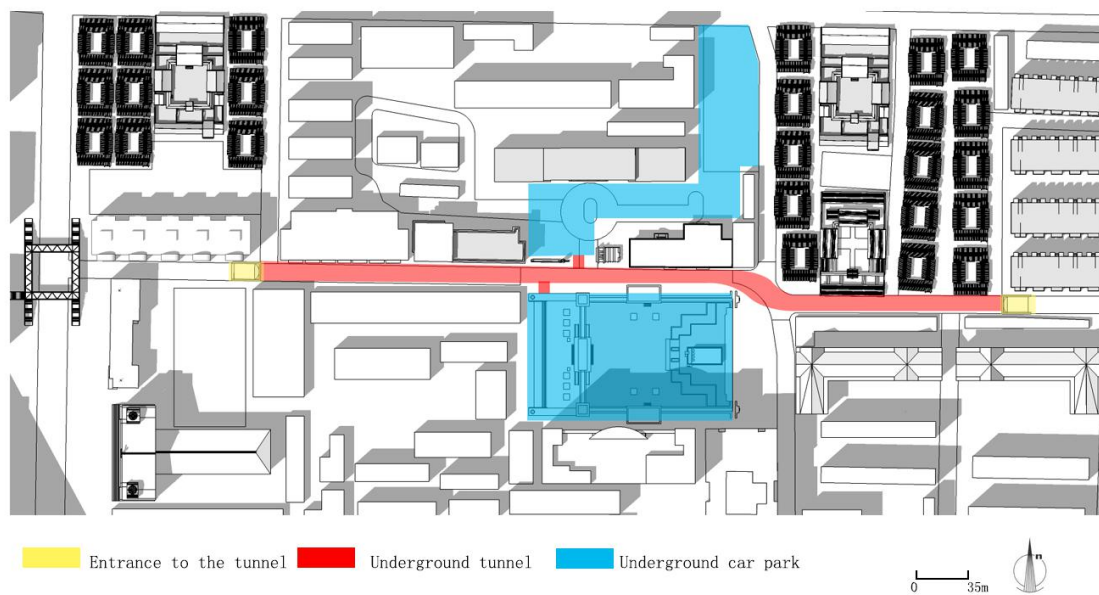 Entrance to the tunnel
Underground tunnel
Underground car park
0 35m
n